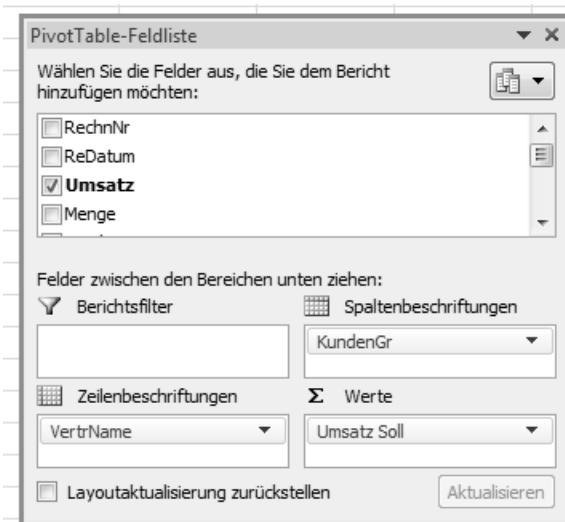 PivotTable-Feldliste
Wählen Sie die Felder aus, die Sie dem Bericht
hinzufügen möchten:
RechnNr
ReDatum
Umsatz
Menge
Felder zwischen den Bereichen unten ziehen:
Berichtsfilter
Spaltenbeschriftungen
KundenGr
Zeilenbeschriftungen
Σ Werte
VertrName
Umsatz Soll
Layoutaktualisierung zurückstellen
Aktualisieren